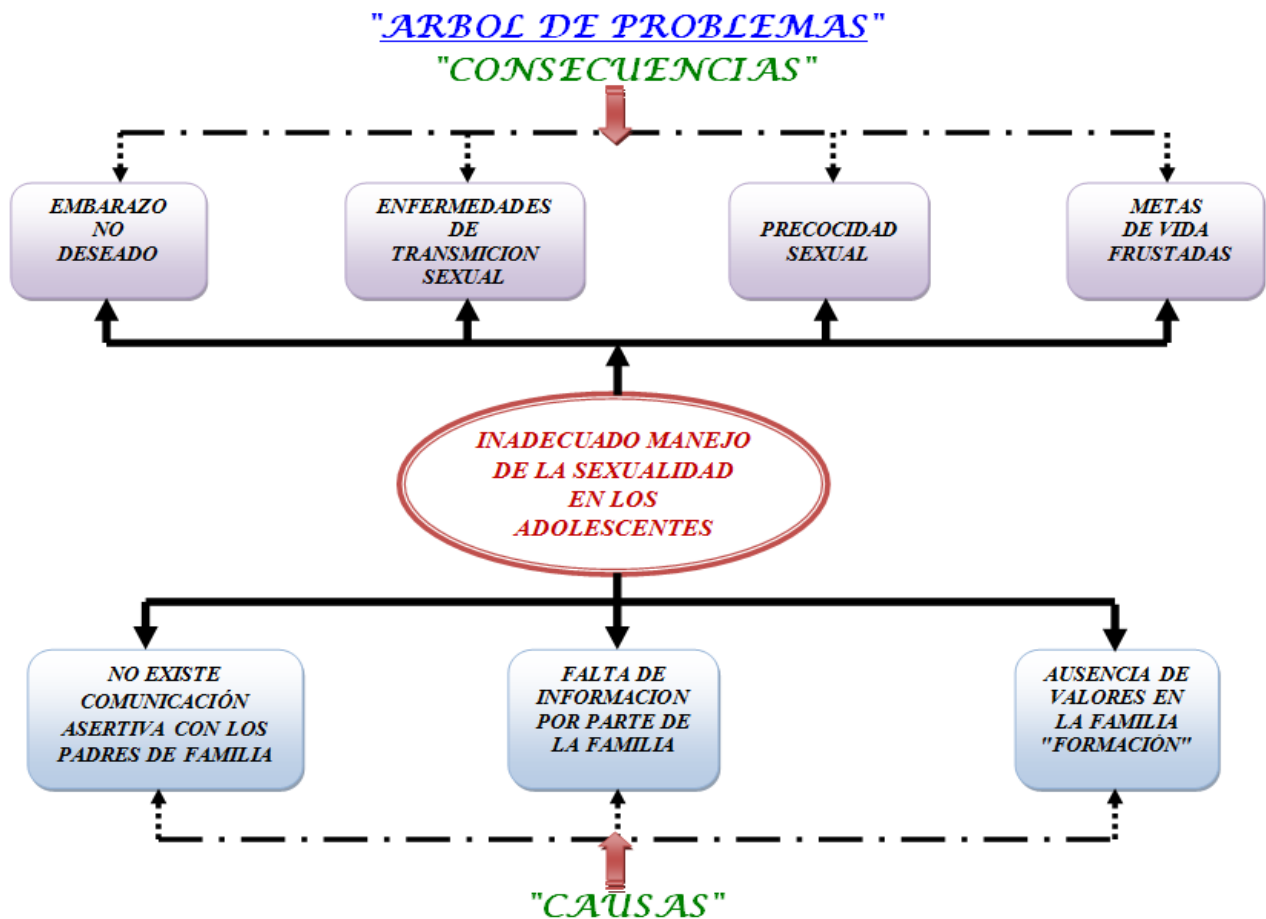 "ARBOL DE PROBLEMAS"
"CONSECUENCIAS"
EMBARAZO
NO
DESEADO
ENFERMEDADES
DE
TRANSMICION
SEXUAL
PRECOCIDAD
SEXUAL
METAS
DE VIDA
FRUSTADAS
INADECUADO MANEJO
DE LA SEXUALIDAD
EN LOS
ADOLESCENTES
NO EXISTE
COMUNICACIÓN
ASERTIVA CON LOS
PADRES DE FAMILIA
FALTA DE
INFORMACION
POR PARTE DE
LA FAMILIA
AUSENCIA DE
VALORES EN
LA FAMILIA
"FORMACIÓN"
"CAUSAS"